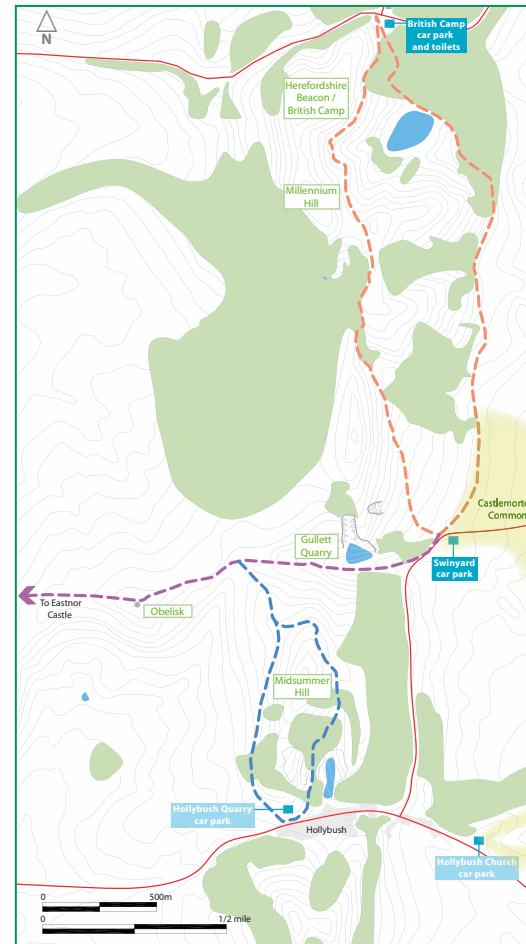 N
British Camp
car park
and toilets
Herefordshire
Beacon /
British Camp
Millennium
Hill
Castlemorto
Common
Gullett
Quarry
Swinyard
car park
To Eastnor
Castle
Obelisk
Midsummer
Hill
Hollybush Quarry
car park
Hollybush
Hollybush Church
car park
0
500m
0
1/2 mile